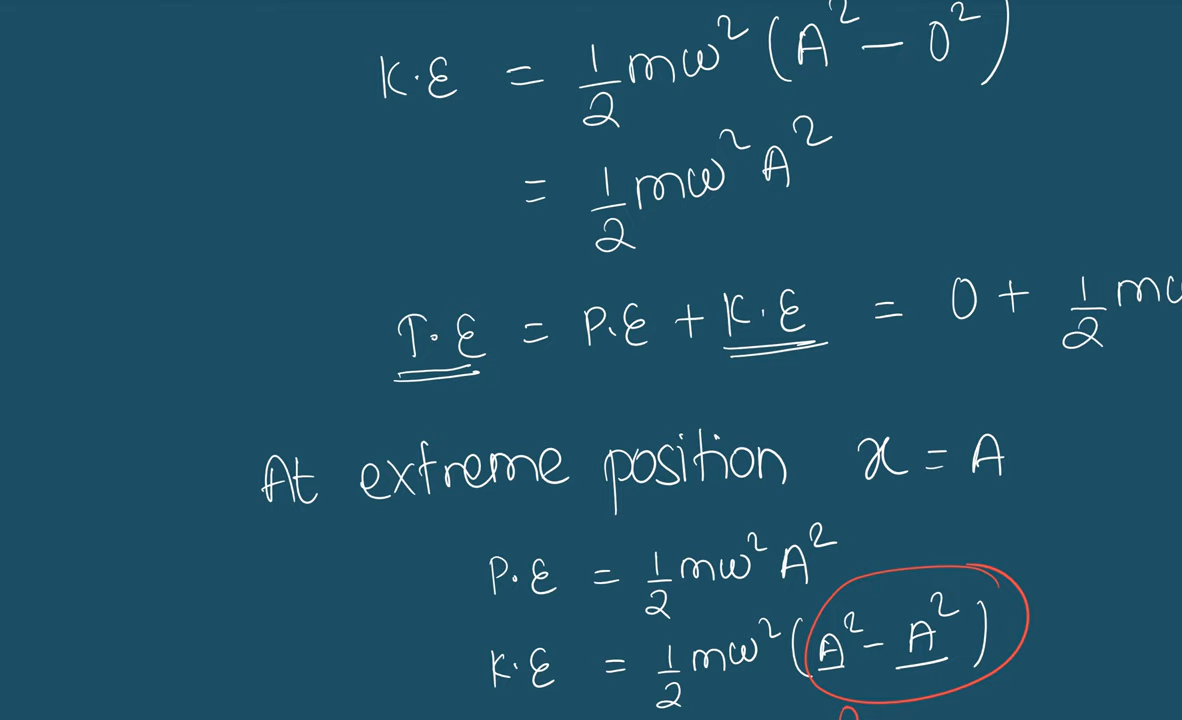 K.E = 1/2 mω² (A² - 0²)
= 1/2 mω² A²
T.E = P.E + K.E = 0 + 1/2 mω
At extreme position x = A
P.E = 1/2 mω² A²
K.E = 1/2 mω² (A² - A²)